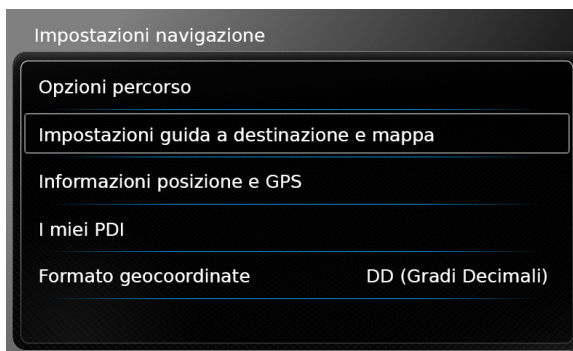 Impostazioni navigazione
Opzioni percorso
Impostazioni guida a destinazione e mappa
Informazioni posizione e GPS
I miei PDI
Formato geocoordinate DD (Gradi Decimali)